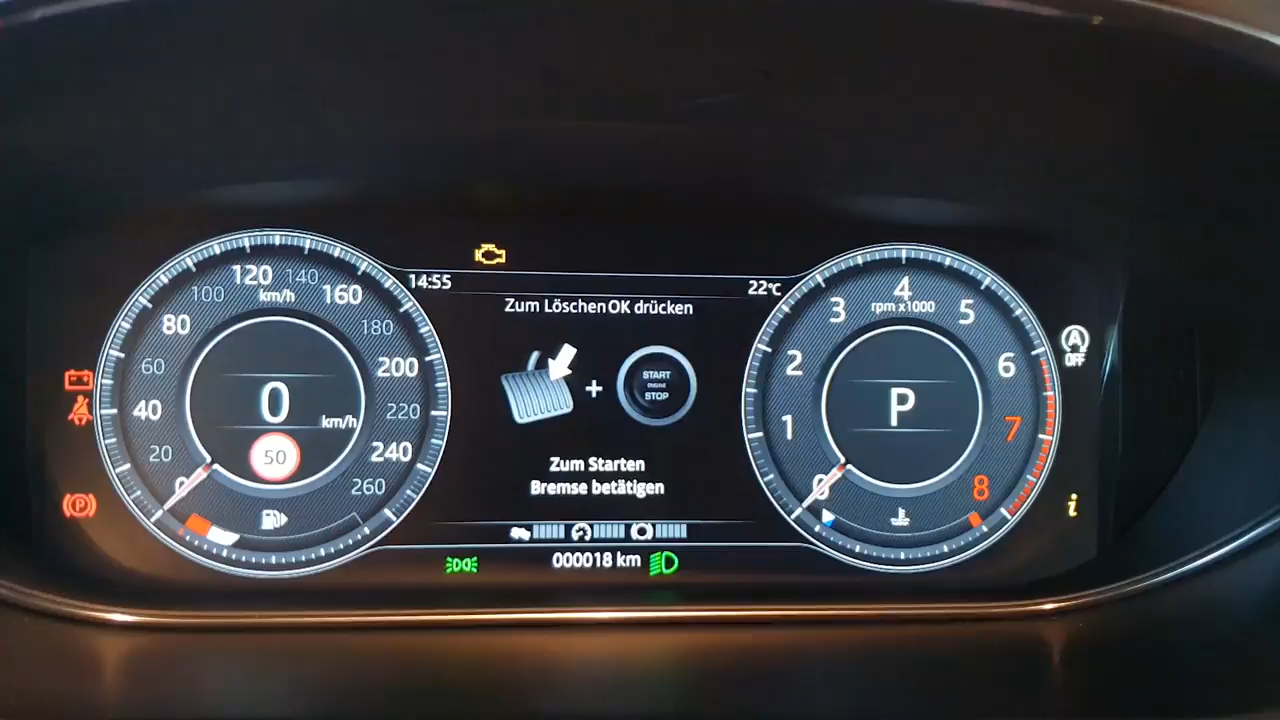 14:55
22°C
Zum Löschen OK drücken
START
ENGINE
STOP
+
Zum Starten
Bremse betätigen
000018 km
0
20
40
60
80
100
120
140
160
180
200
220
240
260
km/h
0
km/h
50
0
1
2
3
4
5
6
7
8
rpm x1000
P
A
OFF
i
(P)